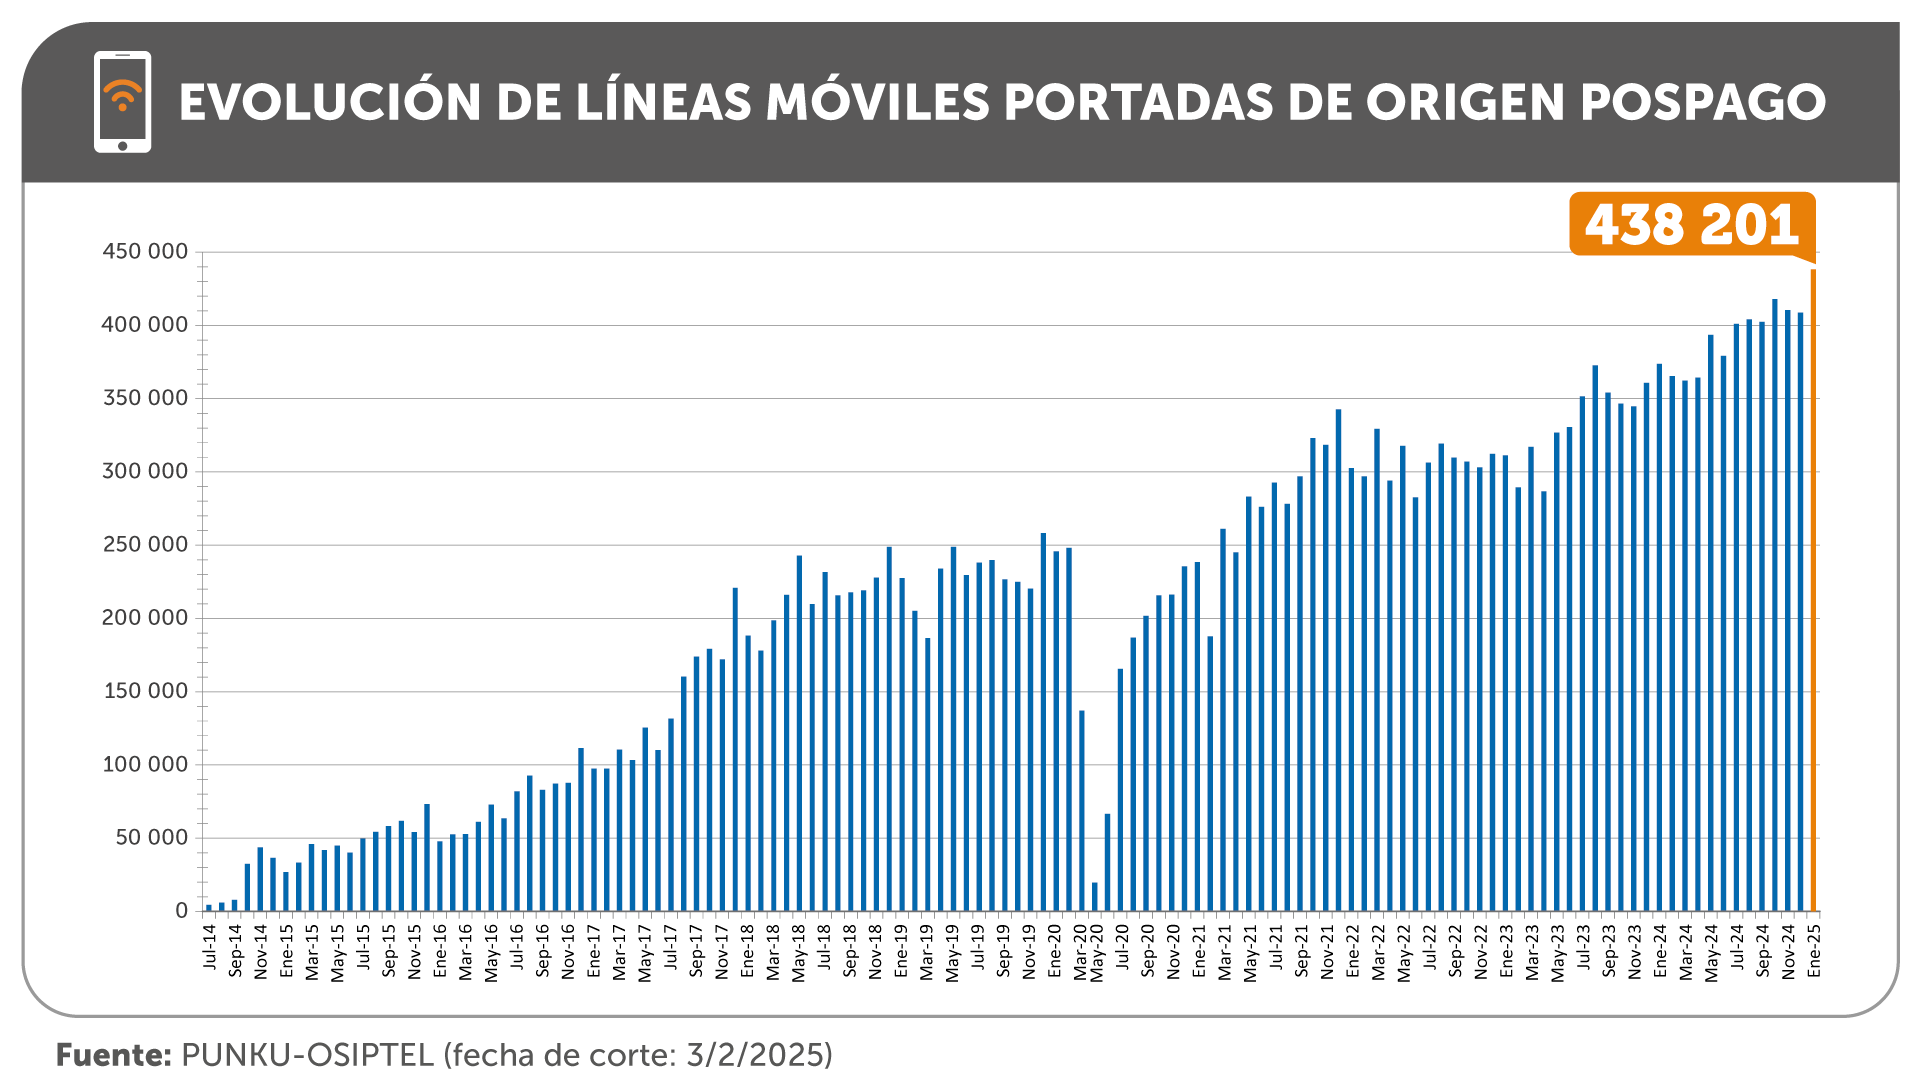 EVOLUCIÓN DE LÍNEAS MÓVILES PORTADAS DE ORIGEN POSPAGO
438 201
450 000
400 000
350 000
300 000
250 000
200 000
150 000
100 000
50 000
0
Jul-14
Sep-14
Nov-14
Ene-15
Mar-15
May-15
Jul-15
Sep-15
Nov-15
Ene-16
Mar-16
May-16
Jul-16
Sep-16
Nov-16
Ene-17
Mar-17
May-17
Jul-17
Sep-17
Nov-17
Ene-18
Mar-18
May-18
Jul-18
Sep-18
Nov-18
Ene-19
Mar-19
May-19
Jul-19
Sep-19
Nov-19
Ene-20
Mar-20
May-20
Jul-20
Sep-20
Nov-20
Ene-21
Mar-21
May-21
Jul-21
Sep-21
Nov-21
Ene-22
Mar-22
May-22
Jul-22
Sep-22
Nov-22
Ene-23
Mar-23
May-23
Jul-23
Sep-23
Nov-23
Ene-24
Mar-24
May-24
Jul-24
Sep-24
Nov-24
Ene-25
Fuente: PUNKU-OSIPTEL (fecha de corte: 3/2/2025)